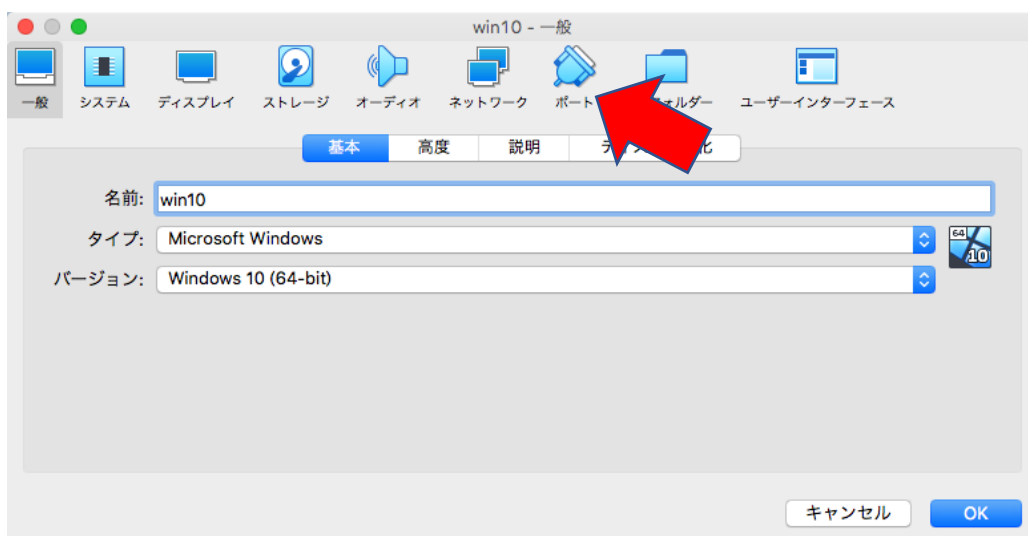 win10 - 一般
一般 システム ディスプレイ ストレージ オーディオ ネットワーク ポート フォルダー ユーザーインターフェース
基本 高度 説明
名前: win10
タイプ: Microsoft Windows
64
10
バージョン: Windows 10 (64-bit)
キャンセル OK